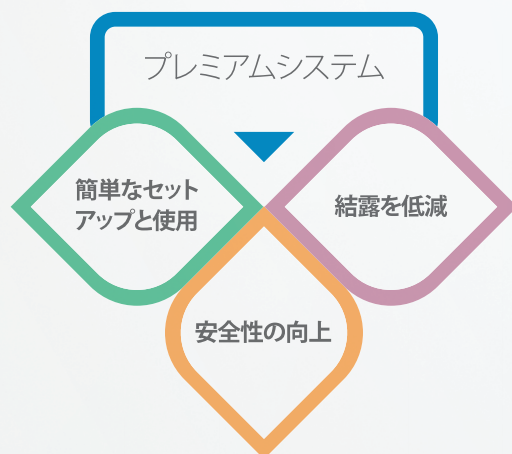 プレミアムシステム
簡単なセット
アップと使用
結露を低減
安全性の向上